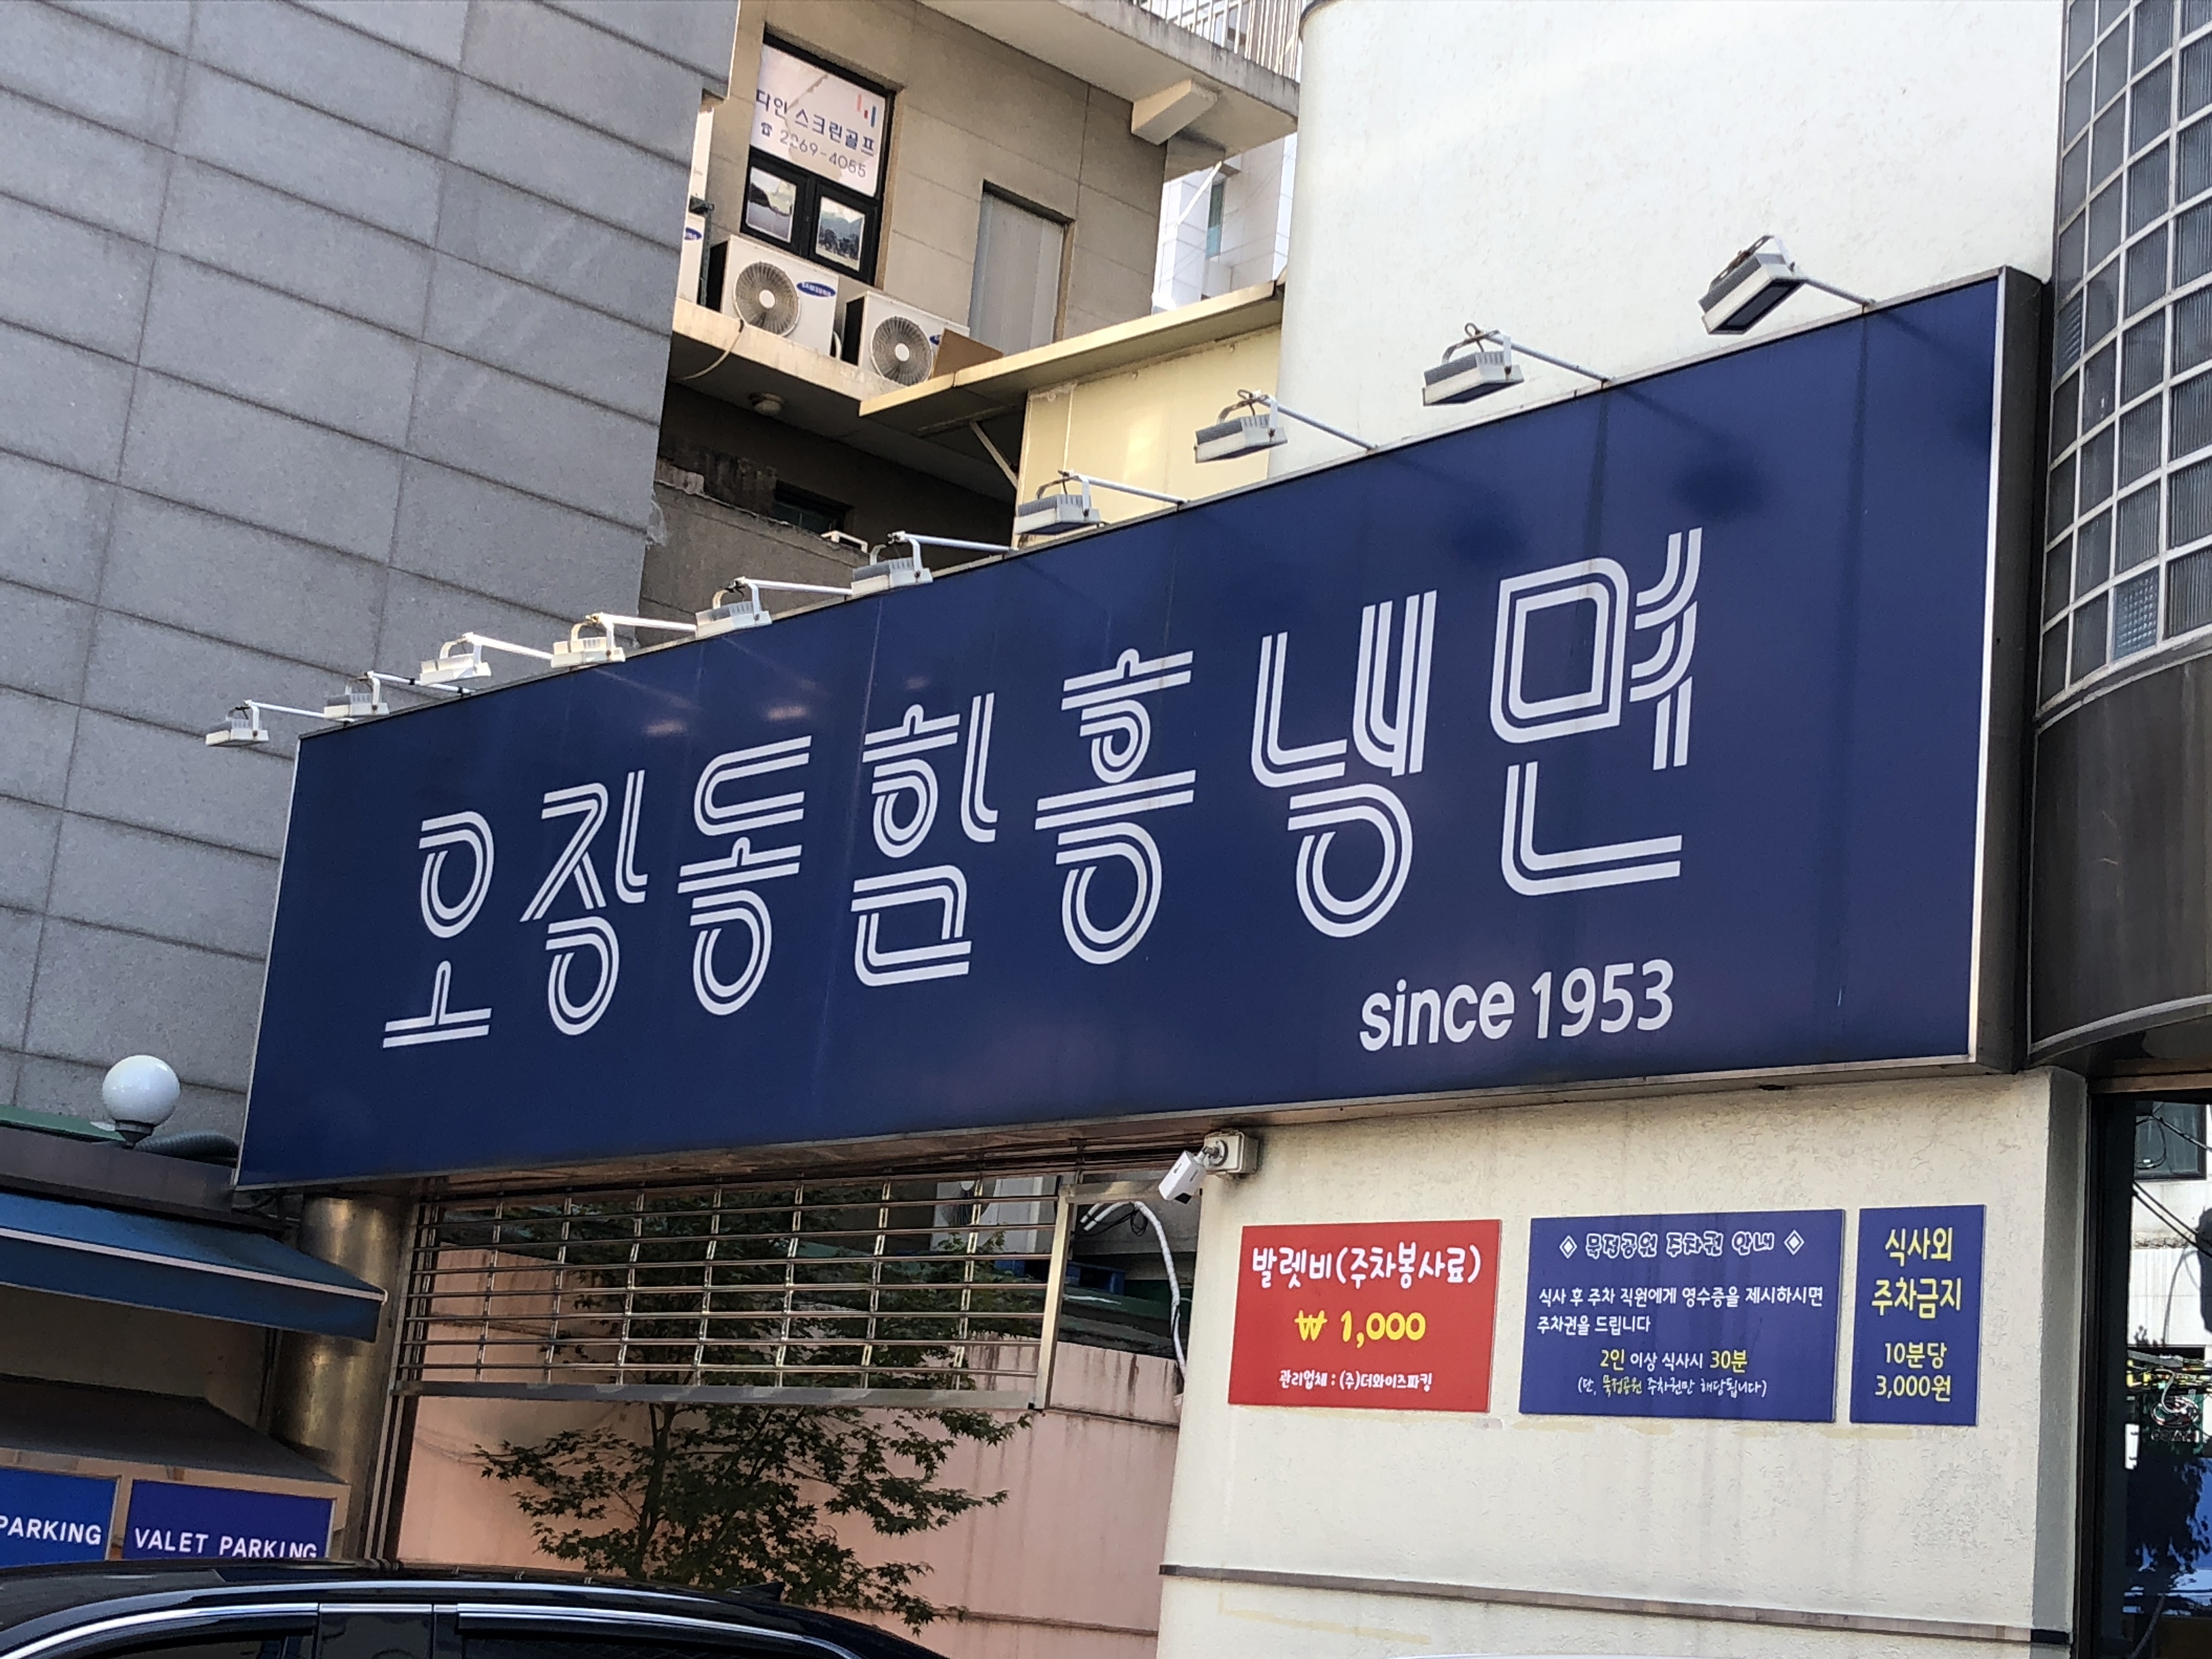 다인 스크린골프
☎ 2269-4055
SAMSUNG
오장동함흥냉면
since 1953
발렛비(주차봉사료)
₩ 1,000
관리업체 : (주)더와이즈파킹
◈ 묵정공원 주차권 안내 ◈
식사 후 주차 직원에게 영수증을 제시하시면
주차권을 드립니다
2인 이상 식사시 30분
(단, 묵정공원 주차권만 해당됩니다)
식사외
주차금지
10분당
3,000원
PARKING
VALET PARKING